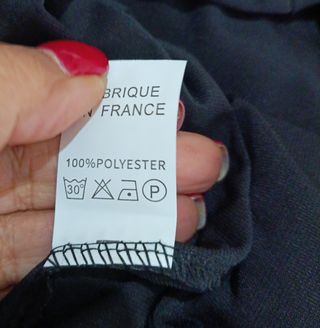 BRIQUE
N FRANCE
100%POLYESTER
30°
P